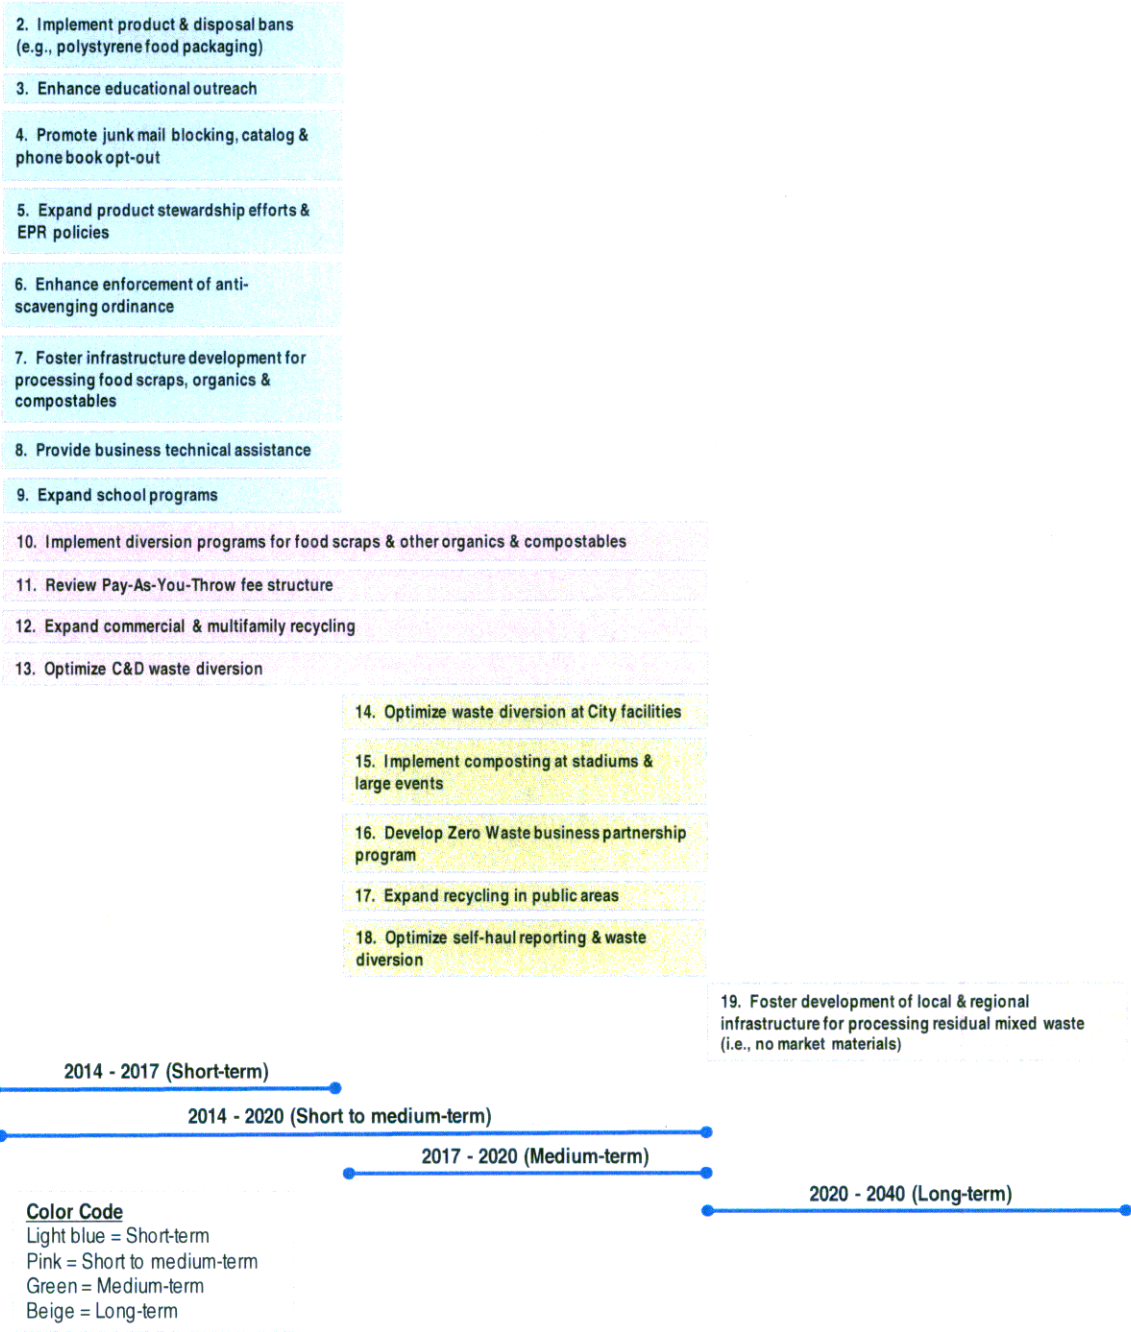 2. Implement product & disposal bans
(e.g., polystyrene food packaging)
3. Enhance educational outreach
4. Promote junk mail blocking, catalog &
phone book opt-out
5. Expand product stewardship efforts &
EPR policies
6. Enhance enforcement of anti-
scavenging ordinance
7. Foster infrastructure development for
processing food scraps, organics &
compostables
8. Provide business technical assistance
9. Expand school programs
10. Implement diversion programs for food scraps & other organics & compostables
11. Review Pay-As-You-Throw fee structure
12. Expand commercial & multifamily recycling
13. Optimize C&D waste diversion
14. Optimize waste diversion at City facilities
15. Implement composting at stadiums &
large events
16. Develop Zero Waste business partnership
program
17. Expand recycling in public areas
18. Optimize self-haul reporting & waste
diversion
19. Foster development of local & regional
infrastructure for processing residual mixed waste
(i.e., no market materials)
2014 - 2017 (Short-term)
2014 - 2020 (Short to medium-term)
2017 - 2020 (Medium-term)
2020 - 2040 (Long-term)
Color Code
Light blue = Short-term
Pink = Short to medium-term
Green = Medium-term
Beige = Long-term